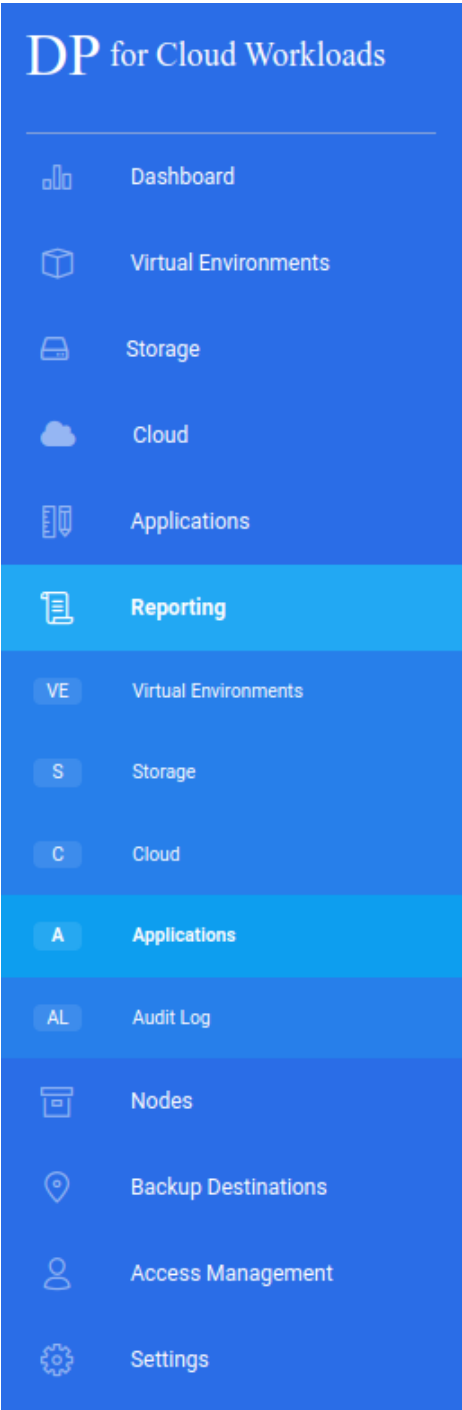 DP for Cloud Workloads
Dashboard
Virtual Environments
Storage
Cloud
Applications
Reporting
VE Virtual Environments
S Storage
C Cloud
A Applications
AL Audit Log
Nodes
Backup Destinations
Access Management
Settings